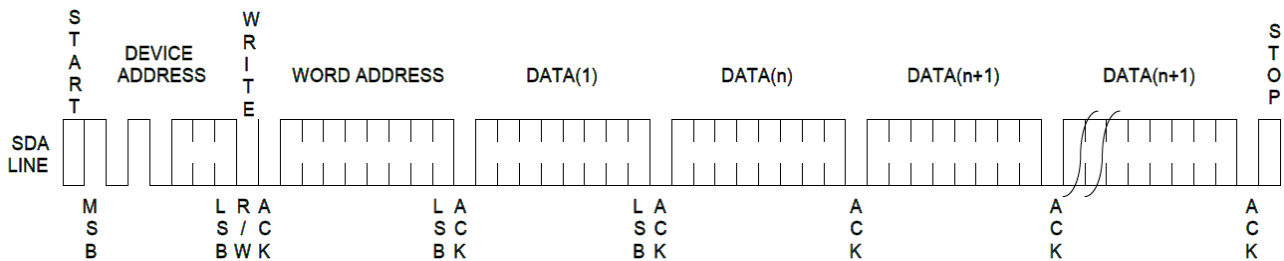 START
DEVICE
ADDRESS
WRITE
WORD ADDRESS
DATA(1)
DATA(n)
DATA(n+1)
DATA(n+1)
STOP
SDA
LINE
MSB
LSB
R/W
ACK
LSB
ACK
LSB
ACK
ACK
ACK
ACK